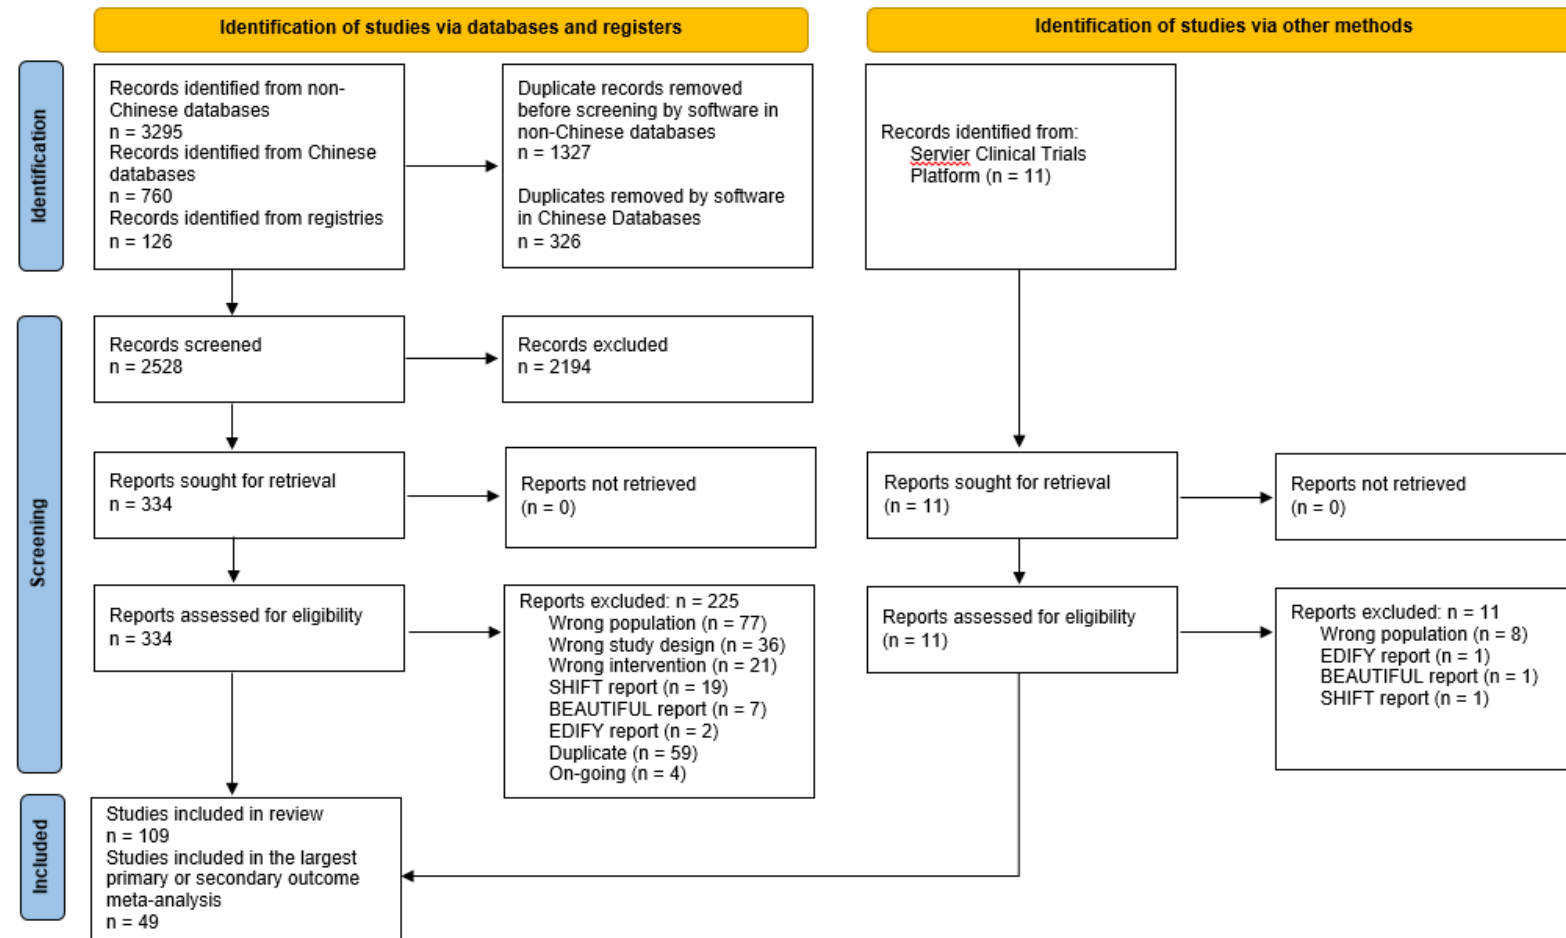 Identification of studies via databases and registers
Identification of studies via other methods
Identification
Records identified from non-
Chinese databases
n = 3295
Records identified from Chinese
databases
n = 760
Records identified from registries
n = 126
Duplicate records removed
before screening by software in
non-Chinese databases
n = 1327
Duplicates removed by software
in Chinese Databases
n = 326
Records identified from:
Servier Clinical Trials
Platform (n = 11)
Screening
Records screened
n = 2528
Records excluded
n = 2194
Reports sought for retrieval
n = 334
Reports not retrieved
(n = 0)
Reports sought for retrieval
(n = 11)
Reports not retrieved
(n = 0)
Reports assessed for eligibility
n = 334
Reports excluded: n = 225
Wrong population (n = 77)
Wrong study design (n = 36)
Wrong intervention (n = 21)
SHIFT report (n = 19)
BEAUTIFUL report (n = 7)
EDIFY report (n = 2)
Duplicate (n = 59)
On-going (n = 4)
Reports assessed for eligibility
(n = 11)
Reports excluded: n = 11
Wrong population (n = 8)
EDIFY report (n = 1)
BEAUTIFUL report (n = 1)
SHIFT report (n = 1)
Included
Studies included in review
n = 109
Studies included in the largest
primary or secondary outcome
meta-analysis
n = 49